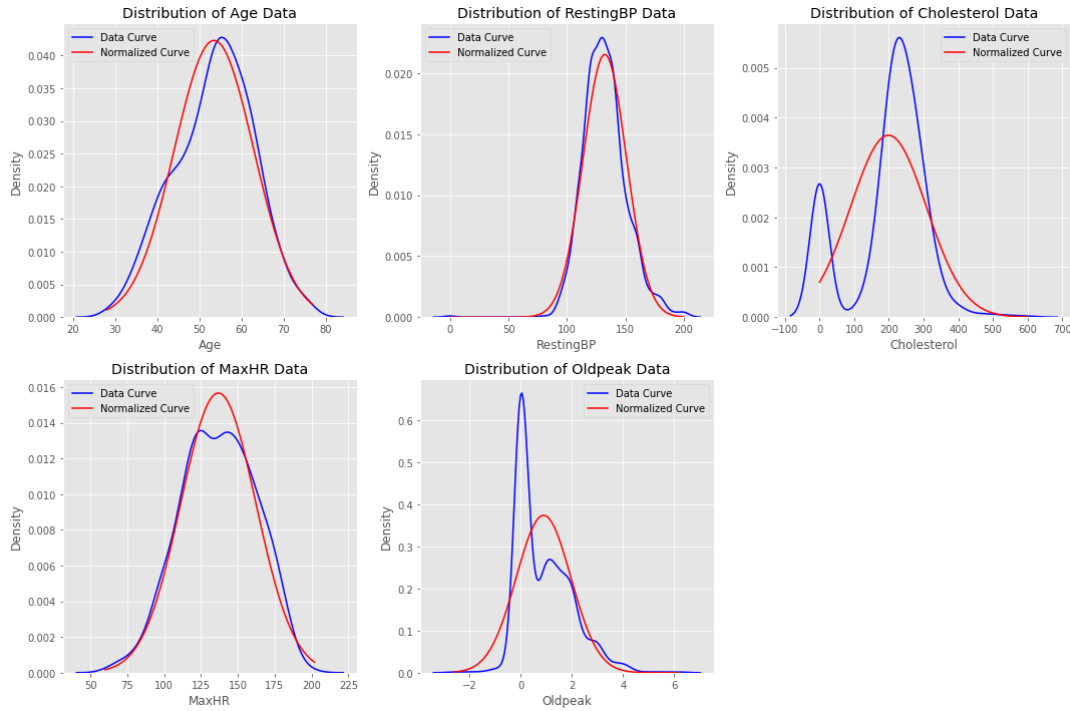 Distribution of Age Data
Data Curve
Normalized Curve
0.040
0.035
0.030
0.025
0.020
0.015
0.010
0.005
0.000
Density
20 30 40 50 60 70 80
Age
Distribution of RestingBP Data
Data Curve
Normalized Curve
0.020
0.015
0.010
0.005
0.000
Density
0 50 100 150 200
RestingBP
Distribution of Cholesterol Data
Data Curve
Normalized Curve
0.005
0.004
0.003
0.002
0.001
0.000
Density
−100 0 100 200 300 400 500 600 700
Cholesterol
Distribution of MaxHR Data
Data Curve
Normalized Curve
0.016
0.014
0.012
0.010
0.008
0.006
0.004
0.002
0.000
Density
50 75 100 125 150 175 200 225
MaxHR
Distribution of Oldpeak Data
Data Curve
Normalized Curve
0.6
0.5
0.4
0.3
0.2
0.1
0.0
Density
−2 0 2 4 6
Oldpeak